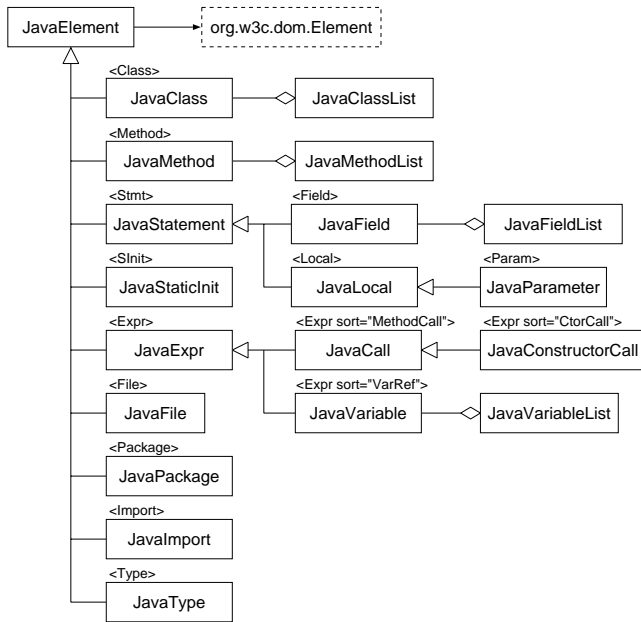 JavaElement
org.w3c.dom.Element
<Class>
JavaClass
JavaClassList
<Method>
JavaMethod
JavaMethodList
<Stmt>
<Field>
JavaStatement
JavaField
JavaFieldList
<SInit>
<Local>
<Param>
JavaStaticInit
JavaLocal
JavaParameter
<Expr>
<Expr sort="MethodCall">
<Expr sort="CtorCall">
JavaExpr
JavaCall
JavaConstructorCall
<File>
<Expr sort="VarRef">
JavaFile
JavaVariable
JavaVariableList
<Package>
JavaPackage
<Import>
JavaImport
<Type>
JavaType